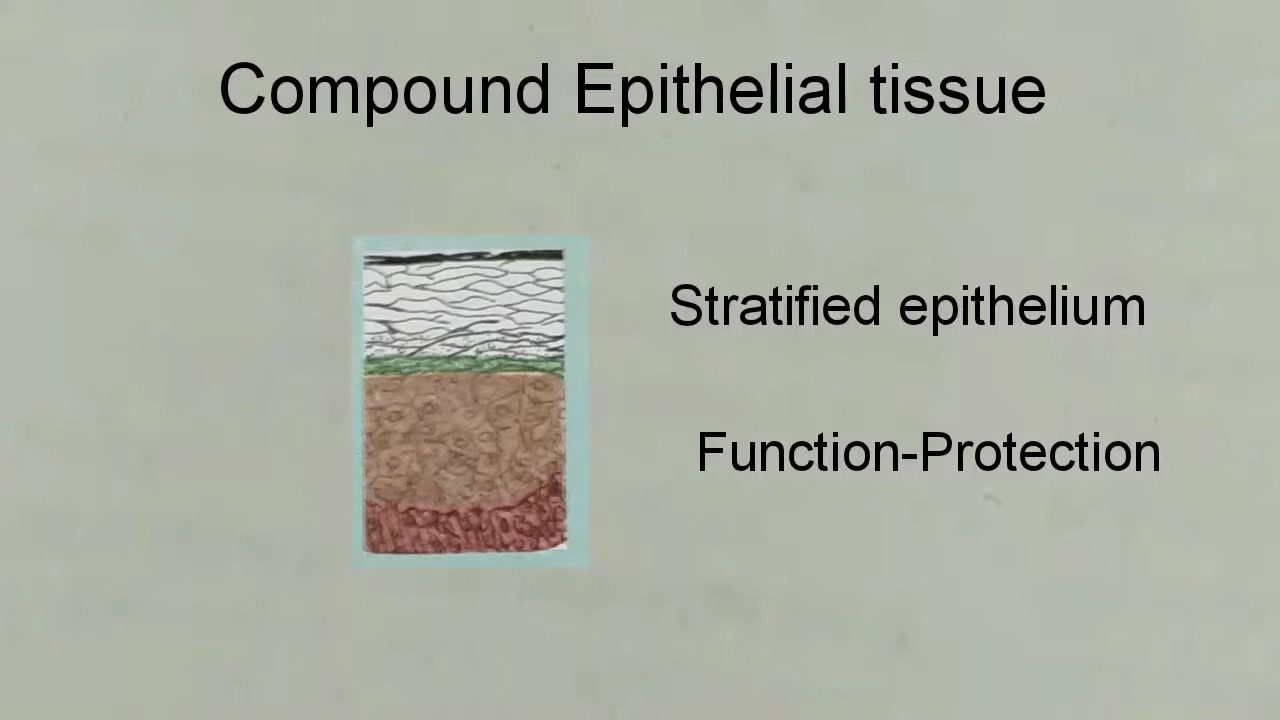 Compound Epithelial tissue
Stratified epithelium
Function-Protection